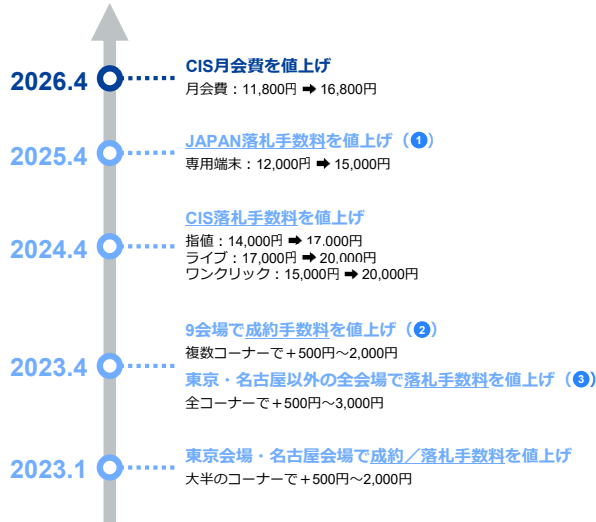 2026.4
CIS月会費を値上げ
月会費：11,800円 ➡ 16,800円
2025.4
JAPAN落札手数料を値上げ（❶）
専用端末：12,000円 ➡ 15,000円
2024.4
CIS落札手数料を値上げ
指値：14,000円 ➡ 17,000円
ライブ：17,000円 ➡ 20,000円
ワンクリック：15,000円 ➡ 20,000円
2023.4
9会場で成約手数料を値上げ（❷）
複数コーナーで＋500円～2,000円
東京・名古屋以外の全会場で落札手数料を値上げ（❸）
全コーナーで＋500円～3,000円
2023.1
東京会場・名古屋会場で成約／落札手数料を値上げ
大半のコーナーで＋500円～2,000円